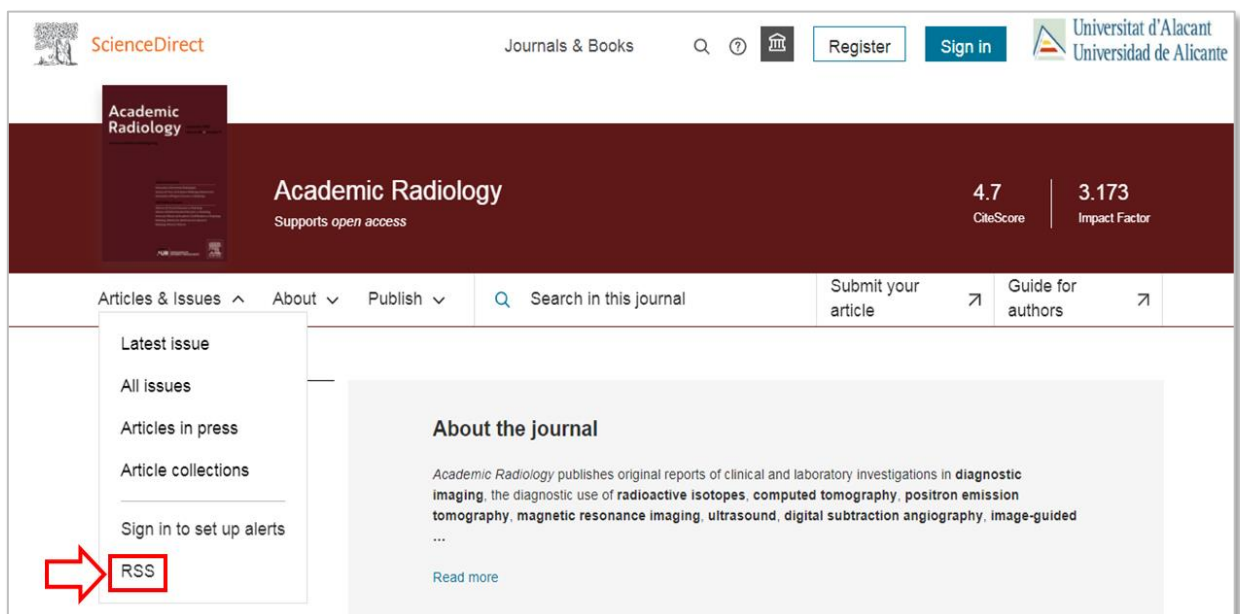 ScienceDirect
Journals & Books
Register
Sign in
Universitat d'Alacant
Universidad de Alicante
Academic
Radiology
Academic Radiology
Supports open access
4.7
CiteScore
3.173
Impact Factor
Articles & Issues
About
Publish
Search in this journal
Submit your
article
Guide for
authors
Latest issue
All issues
Articles in press
Article collections
Sign in to set up alerts
RSS
About the journal
Academic Radiology publishes original reports of clinical and laboratory investigations in diagnostic
imaging, the diagnostic use of radioactive isotopes, computed tomography, positron emission
tomography, magnetic resonance imaging, ultrasound, digital subtraction angiography, image-guided
...
Read more